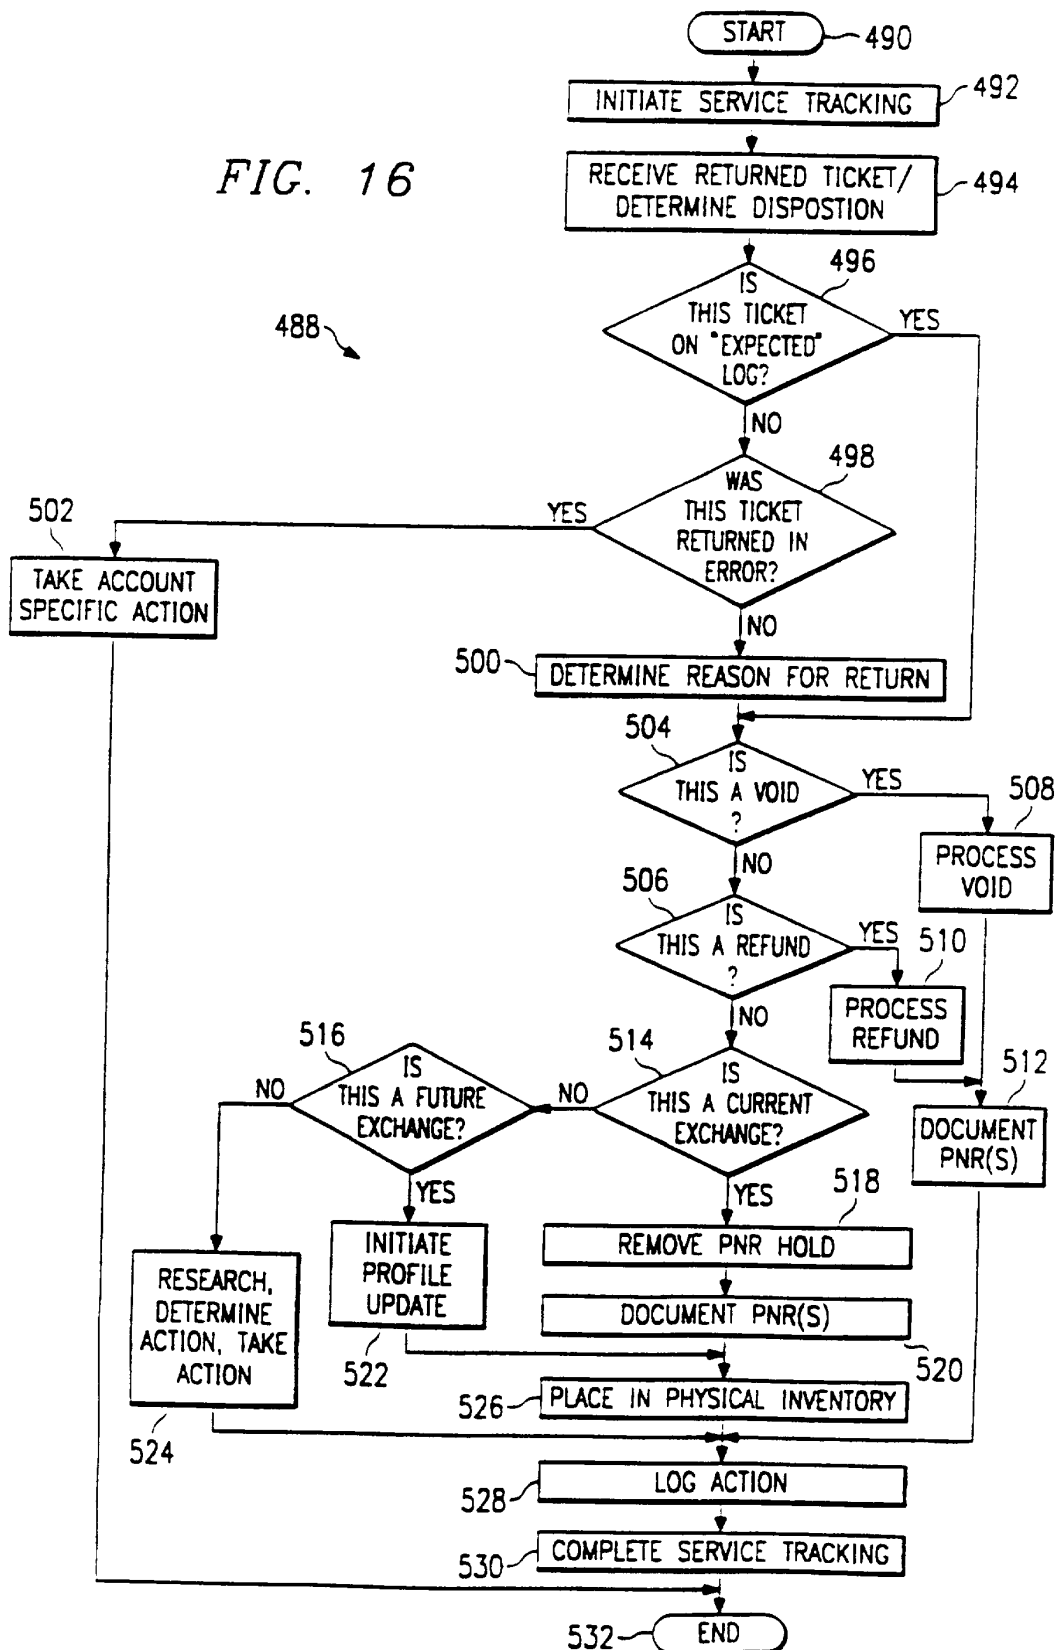 START
490
INITIATE SERVICE TRACKING
492
FIG. 16
RECEIVE RETURNED TICKET/
DETERMINE DISPOSTION
494
488
496
IS
THIS TICKET
ON "EXPECTED"
LOG?
YES
NO
498
WAS
THIS TICKET
RETURNED IN
ERROR?
YES
NO
502
TAKE ACCOUNT
SPECIFIC ACTION
500
DETERMINE REASON FOR RETURN
504
IS
THIS A VOID
?
YES
NO
508
PROCESS
VOID
506
IS
THIS A REFUND
?
YES
NO
510
PROCESS
REFUND
512
DOCUMENT
PNR(S)
514
IS
THIS A CURRENT
EXCHANGE?
NO
YES
516
IS
THIS A FUTURE
EXCHANGE?
NO
YES
518
REMOVE PNR HOLD
DOCUMENT PNR(S)
520
INITIATE
PROFILE
UPDATE
522
RESEARCH,
DETERMINE
ACTION, TAKE
ACTION
524
526
PLACE IN PHYSICAL INVENTORY
528
LOG ACTION
530
COMPLETE SERVICE TRACKING
532
END